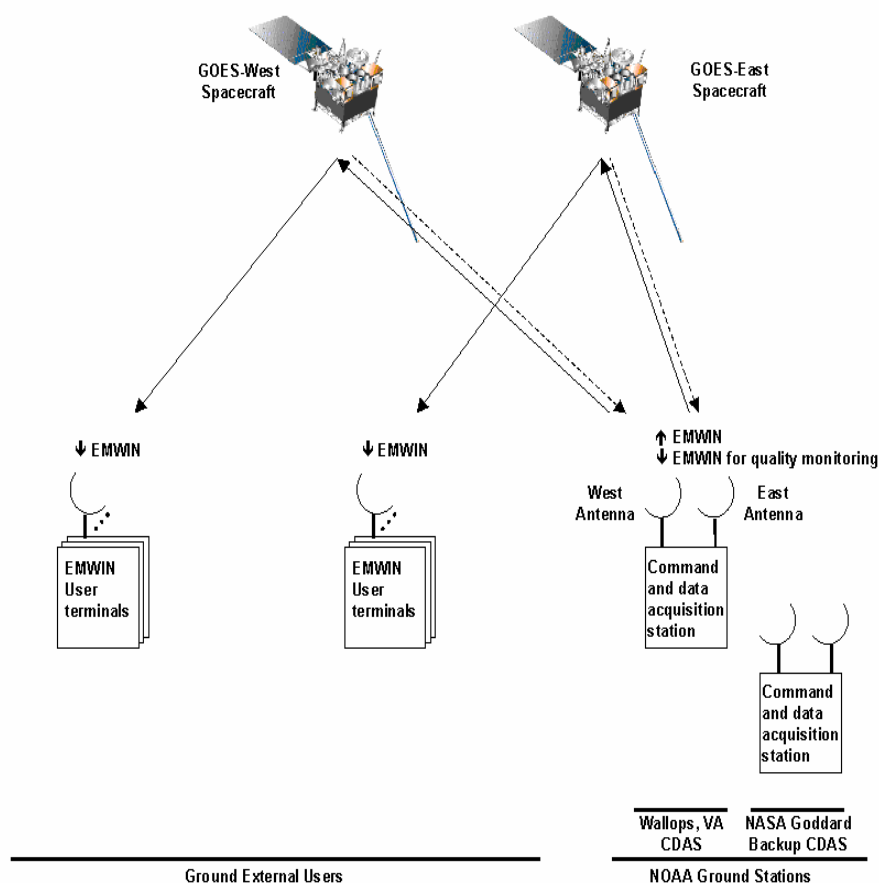 GOES-West
Spacecraft
GOES-East
Spacecraft
EMWIN
EMWIN
EMWIN
EMWIN for quality monitoring
West
Antenna
East
Antenna
EMWIN
User
terminals
EMWIN
User
terminals
Command
and data
acquisition
station
Command
and data
acquisition
station
Wallops, VA
CDAS
NASA Goddard
Backup CDAS
Ground External Users
NOAA Ground Stations